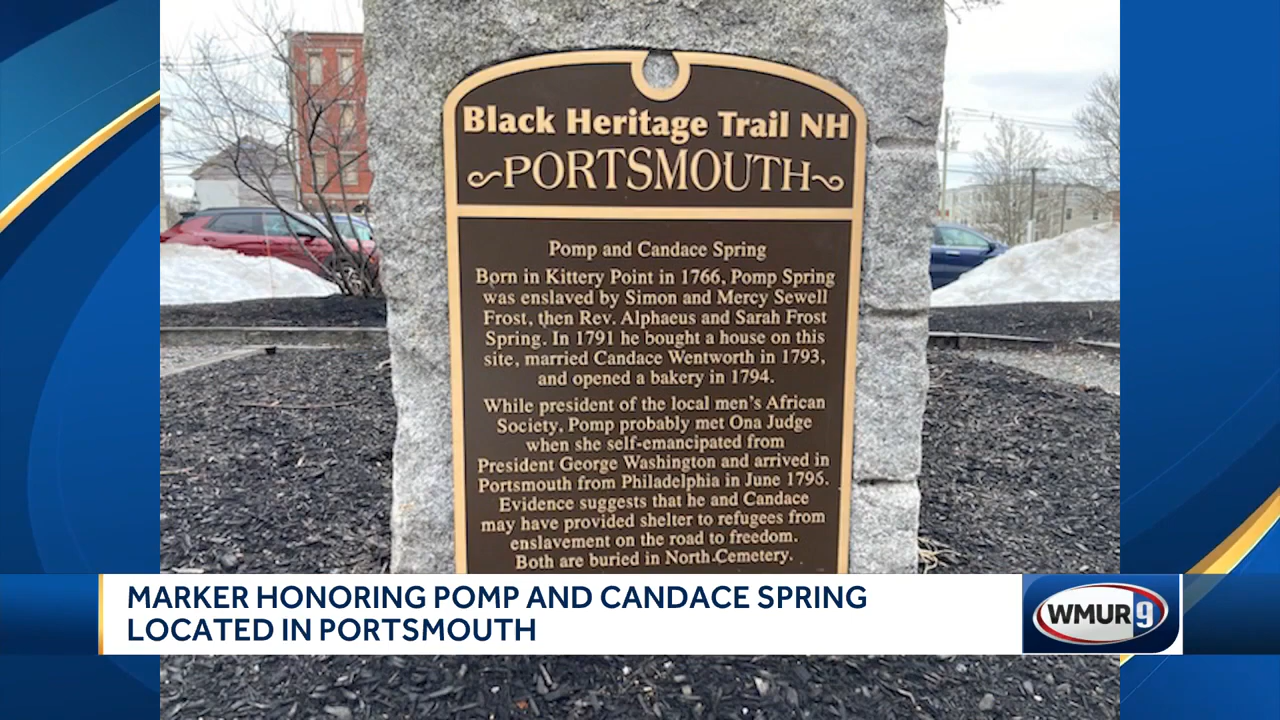 Black Heritage Trail NH
PORTSMOUTH
Pomp and Candace Spring
Born in Kittery Point in 1766, Pomp Spring
was enslaved by Simon and Mercy Sewell
Frost, then Rev. Alphaeus and Sarah Frost
Spring. In 1791 he bought a house on this
site, married Candace Wentworth in 1793,
and opened a bakery in 1794.
While president of the local men's African
Society, Pomp probably met Ona Judge
when she self-emancipated from
President George Washington and arrived in
Portsmouth from Philadelphia in June 1796.
Evidence suggests that he and Candace
may have provided shelter to refugees from
enslavement on the road to freedom.
Both are buried in North Cemetery.
MARKER HONORING POMP AND CANDACE SPRING
LOCATED IN PORTSMOUTH
WMUR 9